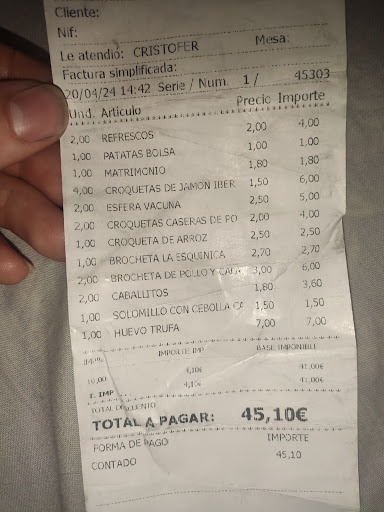 Cliente:
Nif:
Le atendió: CRISTOFER Mesa:
Factura simplificada:
20/04/24 14:42 Serie / Num 1 / 45303
Und. Artículo Precio Importe
2,00 REFRESCOS 2,00 4,00
1,00 PATATAS BOLSA 1,00 1,00
1,00 MATRIMONIO 1,80 1,80
4,00 CROQUETAS DE JAMON IBER 1,50 6,00
2,00 ESFERA VACUNA 2,50 5,00
2,00 CROQUETAS CASERAS DE PO 2,00 4,00
1,00 CROQUETA DE ARROZ 2,50 2,50
1,00 BROCHETA LA ESQUINICA 2,70 2,70
2,00 BROCHETA DE POLLO Y 3,00 6,00
2,00 CABALLITOS 1,80 3,60
1,00 SOLOMILLO CON CEBOLLA CA 1,50 1,50
1,00 HUEVO TRUFA 7,00 7,00
IMPORTE IMP BASE IMPONIBLE
10,00 4,10€ 41,00€
T. IMP 4,10€ 41,00€
TOTAL
TOTAL A PAGAR: 45,10€
FORMA DE PAGO IMPORTE
CONTADO 45,10